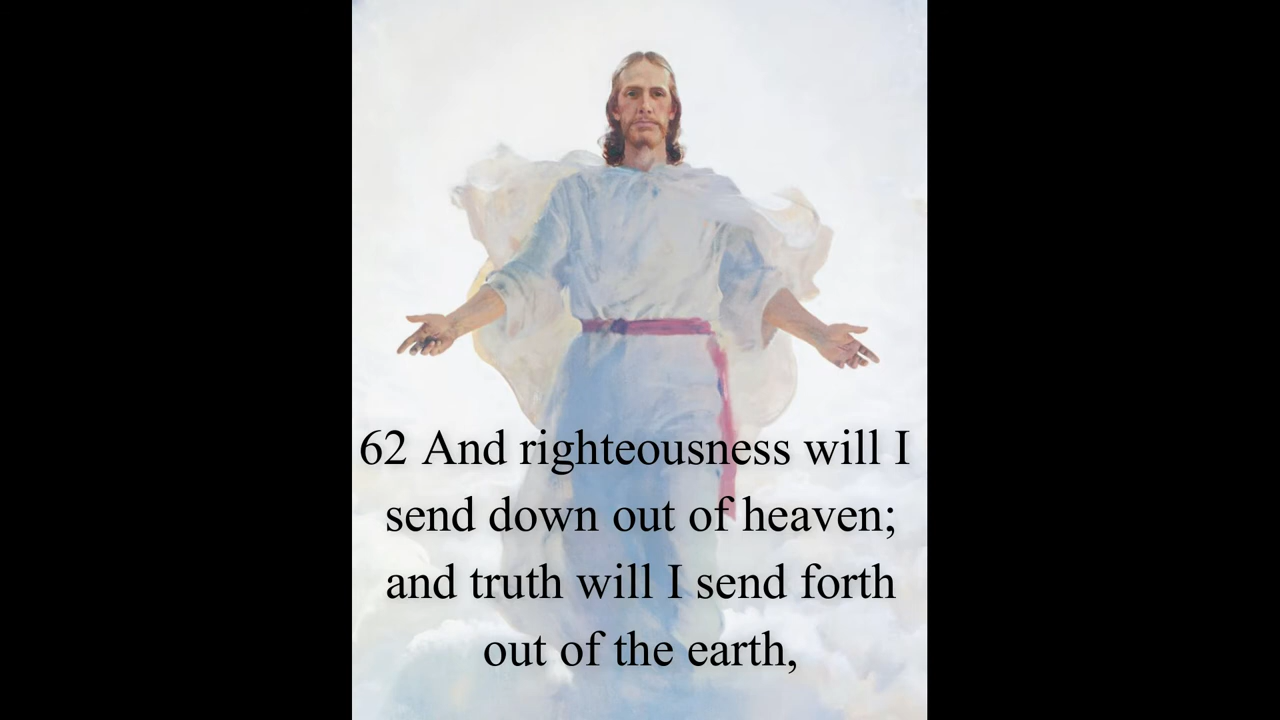 62 And righteousness will I
send down out of heaven;
and truth will I send forth
out of the earth,